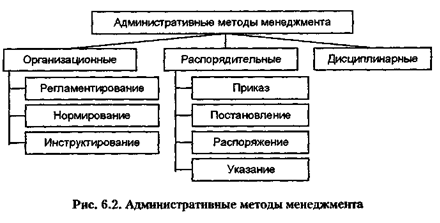 Административные методы менеджмента
Организационные
Распорядительные
Дисциплинарные
Регламентирование
Приказ
Нормирование
Постановление
Инструктирование
Распоряжение
Указание
Рис. 6.2. Административные методы менеджмента